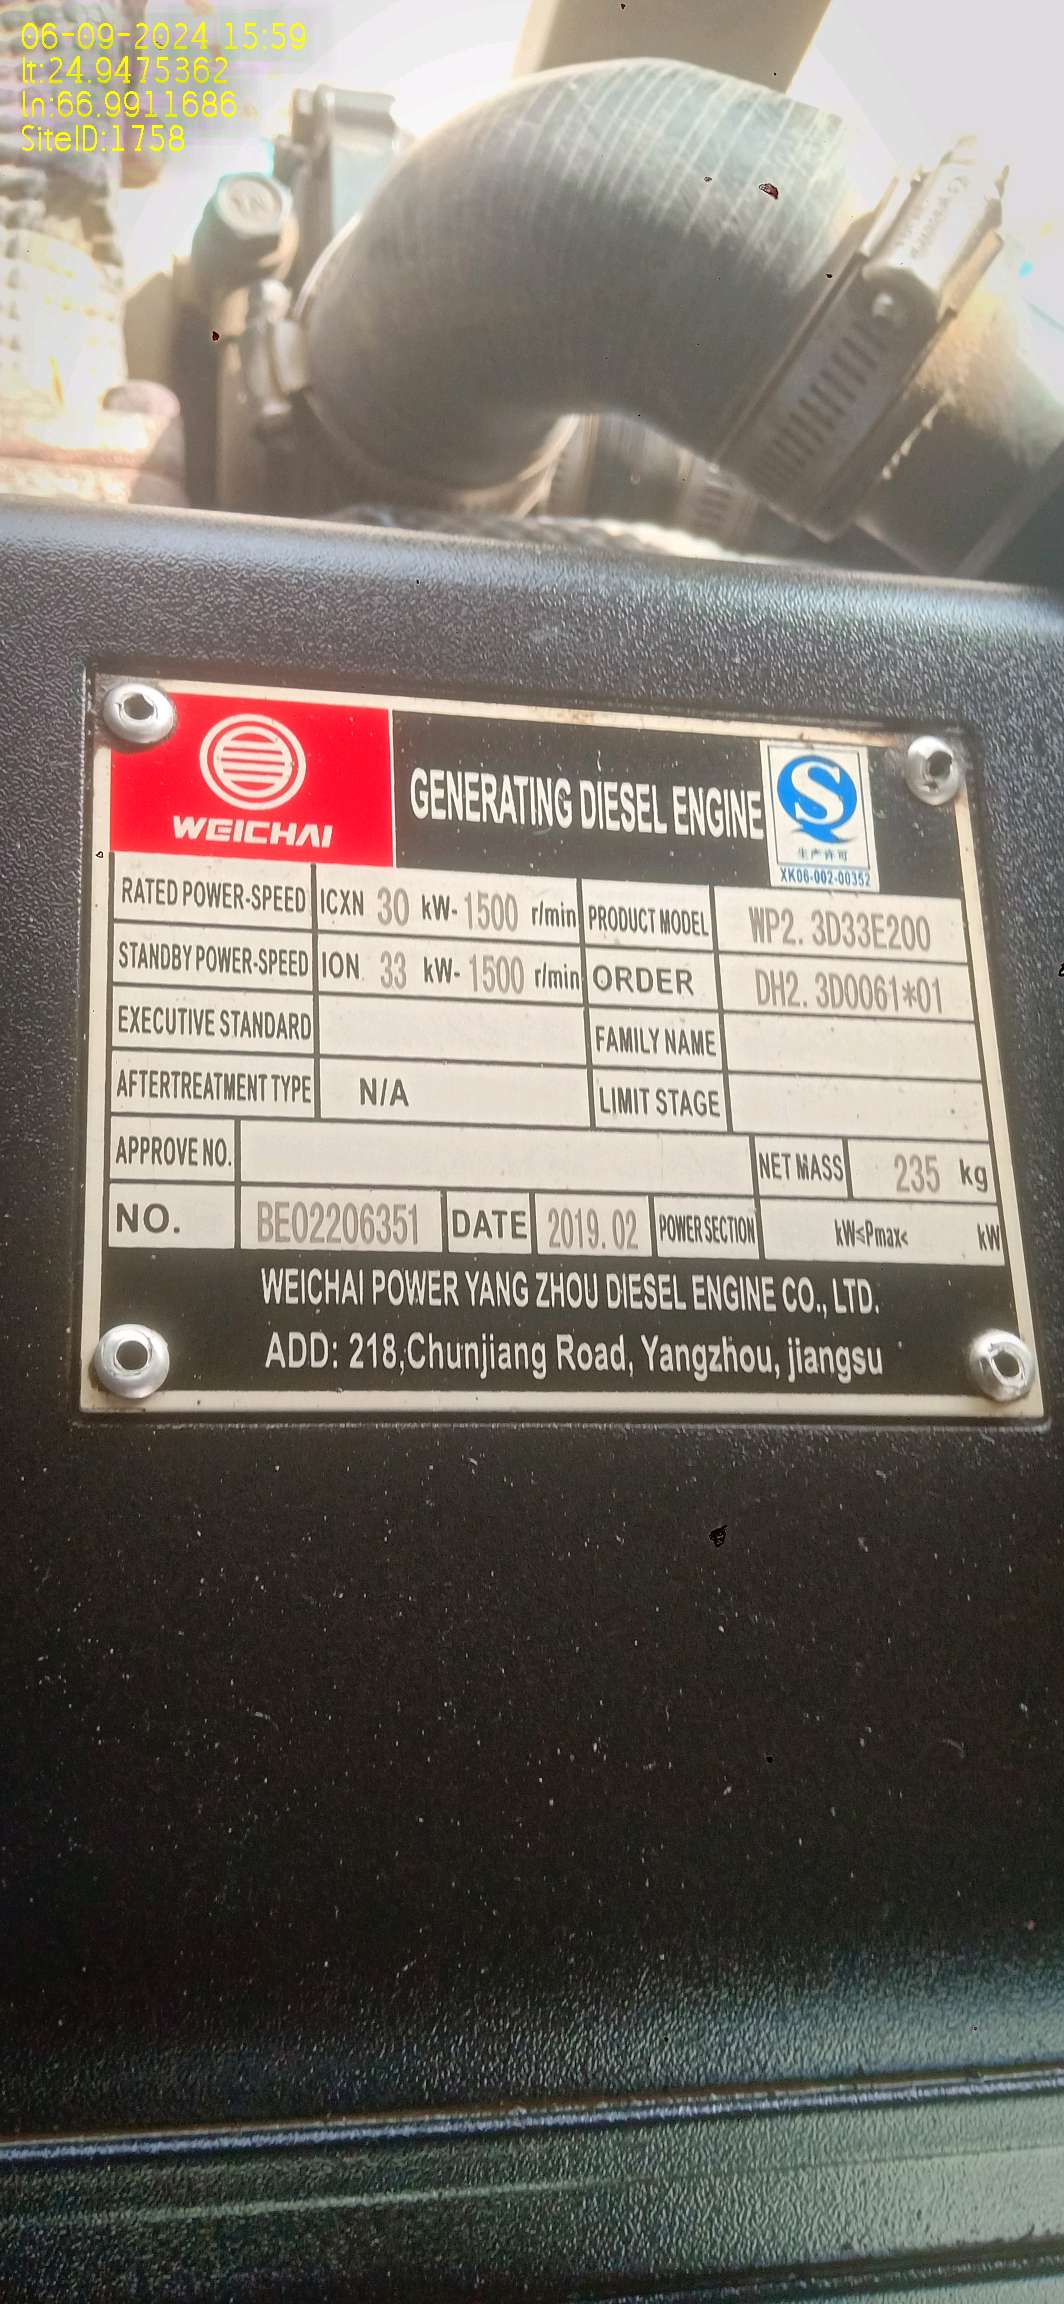 06-09-2024 15:59
lt:24.9475362
ln:66.9911686
SiteID:1758
WEICHAI
GENERATING DIESEL ENGINE
S
生产许可
XK06-002-00352
RATED POWER-SPEED ICXN 30 kW- 1500 r/min PRODUCT MODEL WP2. 3D33E200
STANDBY POWER-SPEED ION 33 kW- 1500 r/min ORDER DH2. 3D0061*01
EXECUTIVE STANDARD FAMILY NAME
AFTERTREATMENT TYPE N/A LIMIT STAGE
APPROVE NO. NET MASS 235 kg
NO. BE02206351 DATE 2019. 02 POWER SECTION kW≤Pmax< kW
WEICHAI POWER YANG ZHOU DIESEL ENGINE CO., LTD.
ADD: 218,Chunjiang Road, Yangzhou, jiangsu